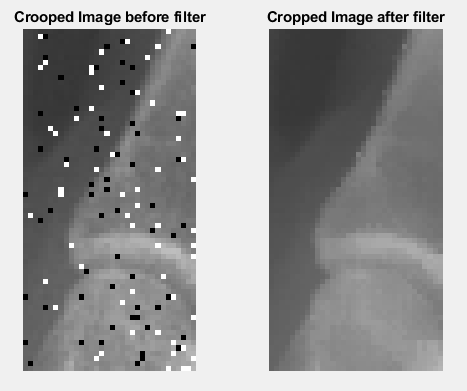 Crooped Image before filter
Cropped Image after filter